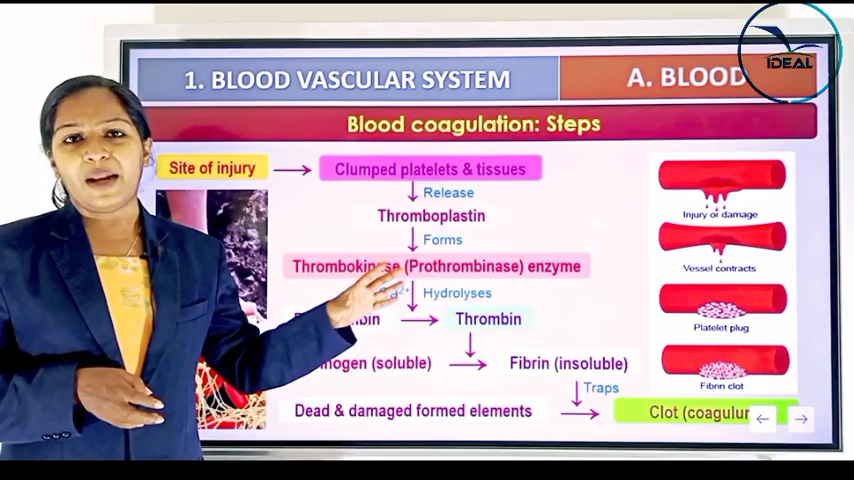 1. BLOOD VASCULAR SYSTEM
A. BLOOD
IDEAL
Blood coagulation: Steps
Site of injury
Clumped platelets & tissues
Release
Thromboplastin
Forms
Thrombokinase (Prothrombinase) enzyme
Hydrolyses
Thrombin
(soluble)
Fibrin (insoluble)
Traps
Dead & damaged formed elements
Clot
Injury or damage
Vessel contracts
Platelet plug
Fibrin clot